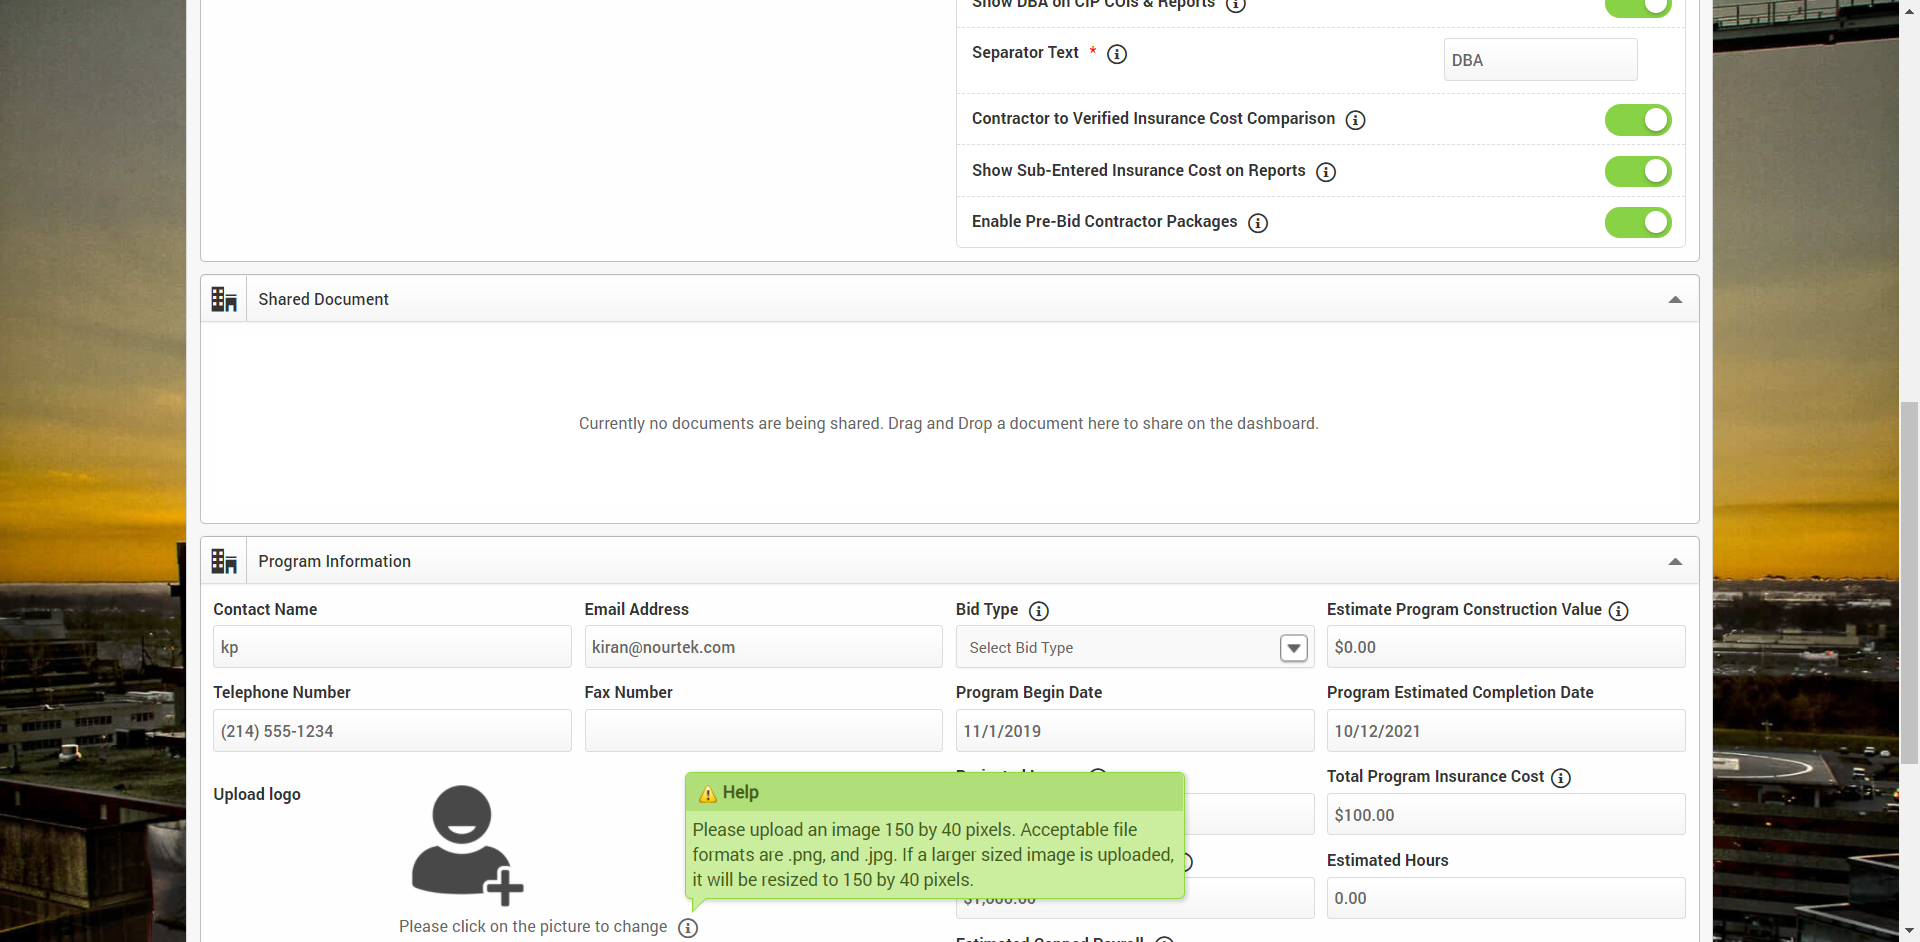 Show DBA on CIP COIs & Reports
Separator Text *
DBA
Contractor to Verified Insurance Cost Comparison
Show Sub-Entered Insurance Cost on Reports
Enable Pre-Bid Contractor Packages
Shared Document
Currently no documents are being shared. Drag and Drop a document here to share on the dashboard.
Program Information
Contact Name
Email Address
Bid Type
Estimate Program Construction Value
kp
kiran@nourtek.com
Select Bid Type
$0.00
Telephone Number
Fax Number
Program Begin Date
Program Estimated Completion Date
(214) 555-1234
11/1/2019
10/12/2021
Total Program Insurance Cost
Upload logo
Help
$100.00
Please upload an image 150 by 40 pixels. Acceptable file
formats are .png, and .jpg. If a larger sized image is uploaded,
it will be resized to 150 by 40 pixels.
Estimated Hours
0.00
Please click on the picture to change